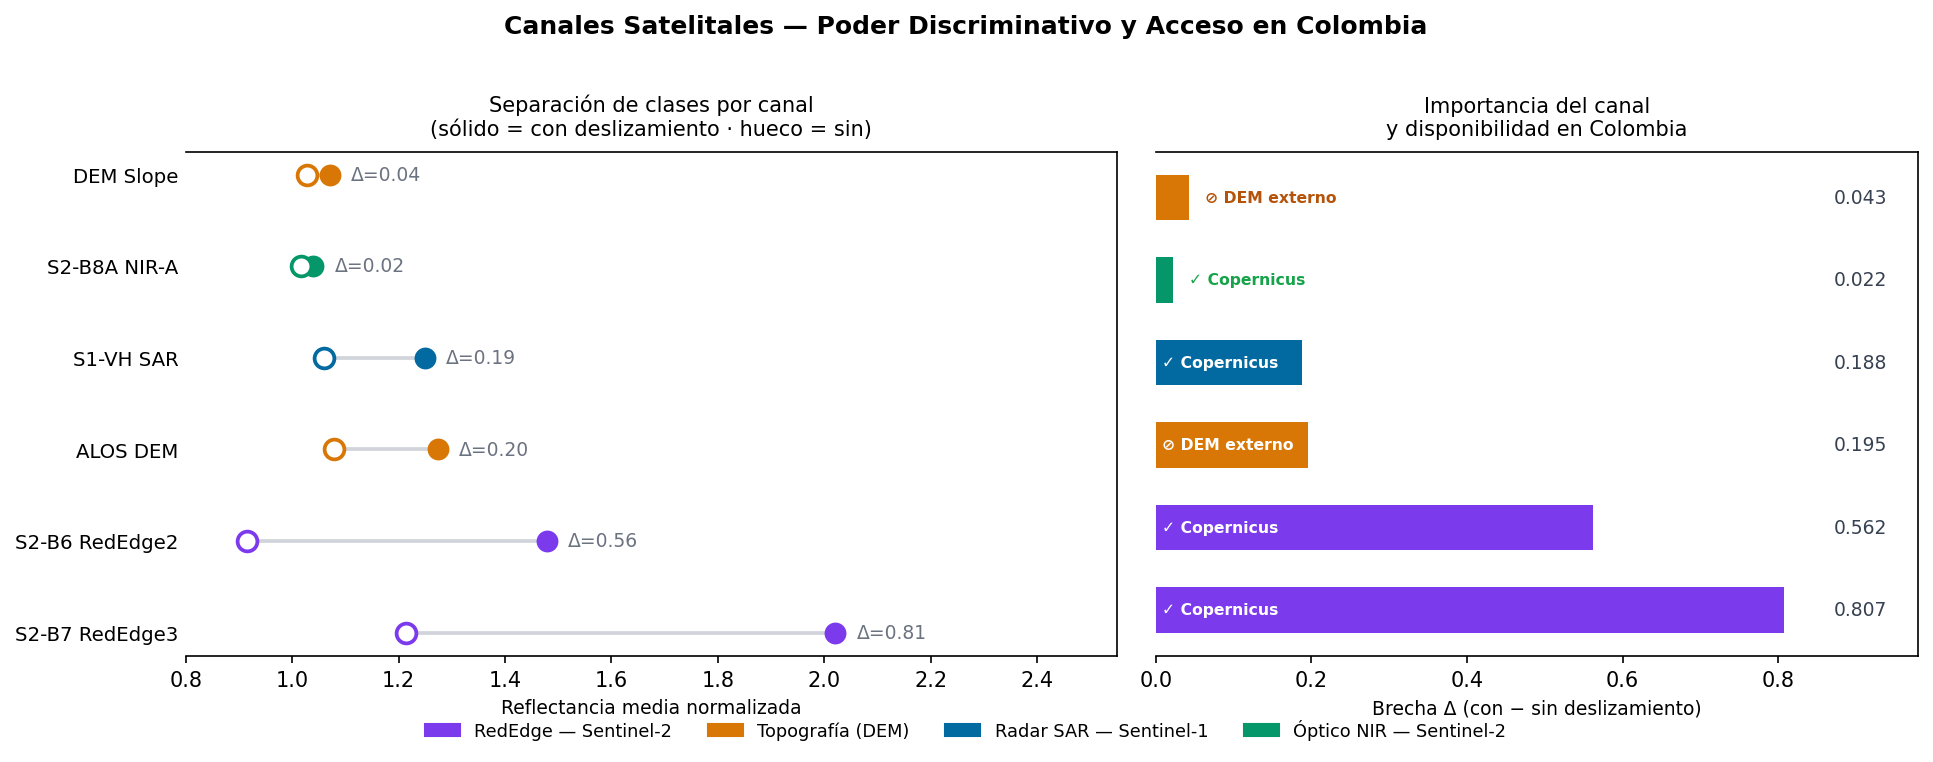 Canales Satelitales — Poder Discriminativo y Acceso en Colombia
Separación de clases por canal
(sólido = con deslizamiento · hueco = sin)
DEM Slope
Δ=0.04
S2-B8A NIR-A
Δ=0.02
S1-VH SAR
Δ=0.19
ALOS DEM
Δ=0.20
S2-B6 RedEdge2
Δ=0.56
S2-B7 RedEdge3
Δ=0.81
0.8 1.0 1.2 1.4 1.6 1.8 2.0 2.2 2.4
Reflectancia media normalizada
Importancia del canal
y disponibilidad en Colombia
⊘ DEM externo 0.043
✓ Copernicus 0.022
✓ Copernicus 0.188
⊘ DEM externo 0.195
✓ Copernicus 0.562
✓ Copernicus 0.807
0.0 0.2 0.4 0.6 0.8
Brecha Δ (con − sin deslizamiento)
RedEdge — Sentinel-2 Topografía (DEM) Radar SAR — Sentinel-1 Óptico NIR — Sentinel-2